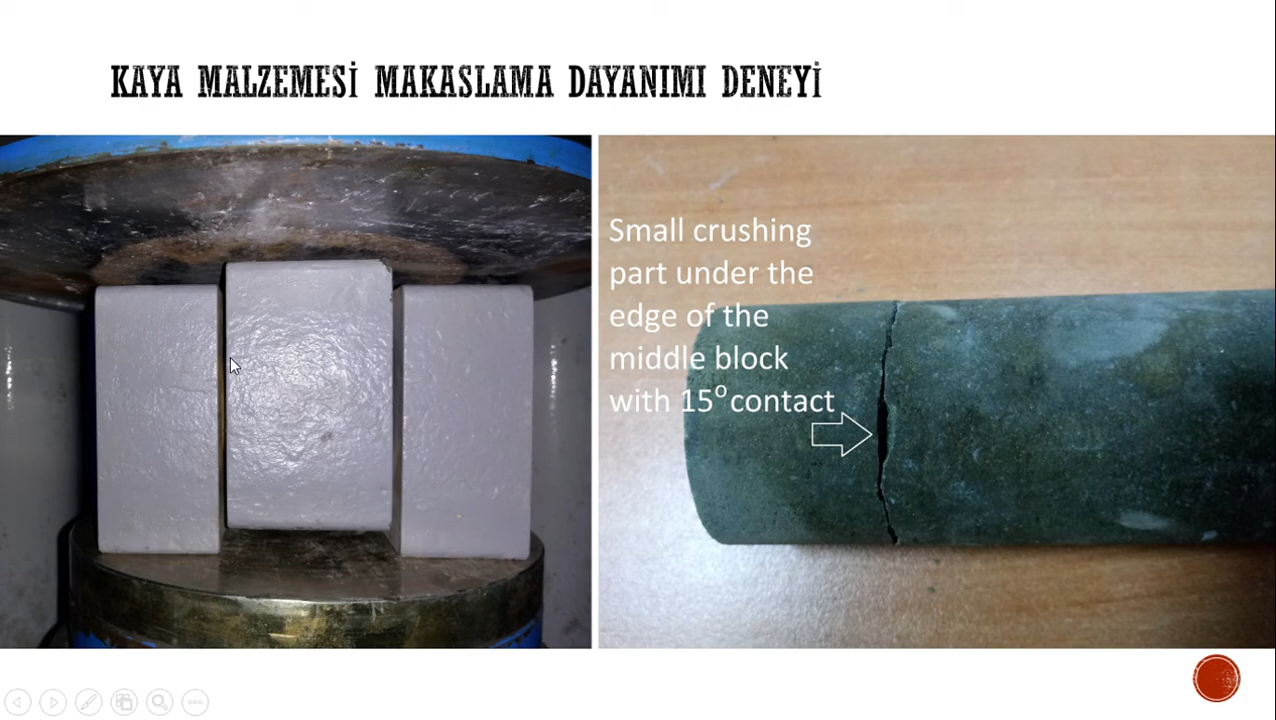 KAYA MALZEMESİ MAKASLAMA DAYANIMI DENEYİ
Small crushing
part under the
edge of the
middle block
with 15° contact